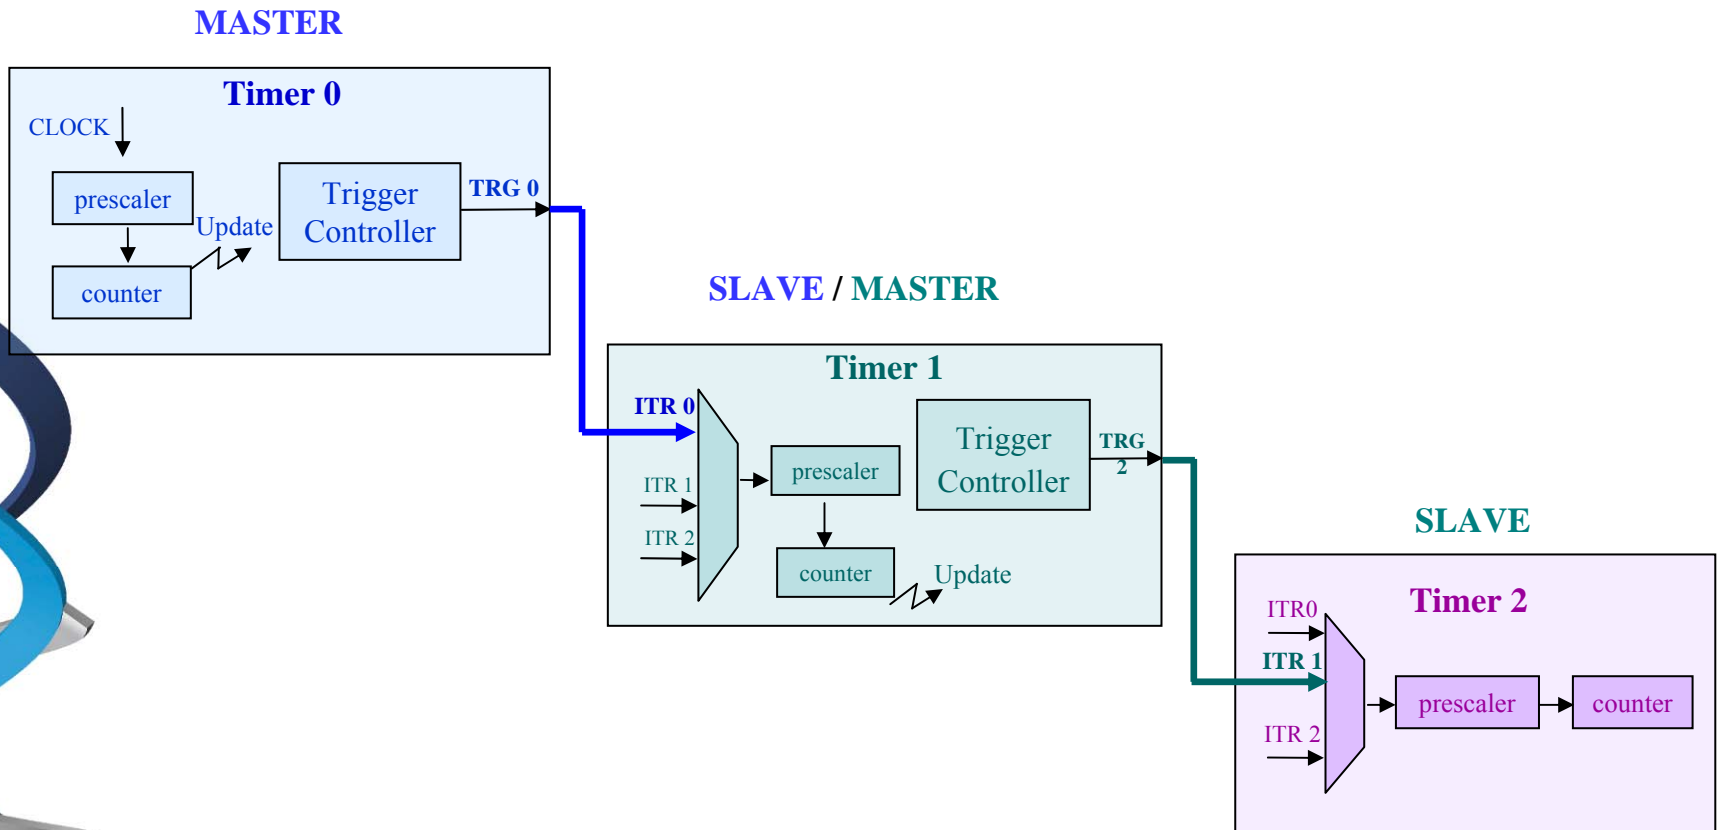 MASTER
Timer 0
CLOCK
prescaler
Update
counter
Trigger
Controller
TRG 0
SLAVE / MASTER
Timer 1
ITR 0
ITR 1
ITR 2
prescaler
counter
Update
Trigger
Controller
TRG
2
SLAVE
Timer 2
ITR0
ITR 1
ITR 2
prescaler
counter